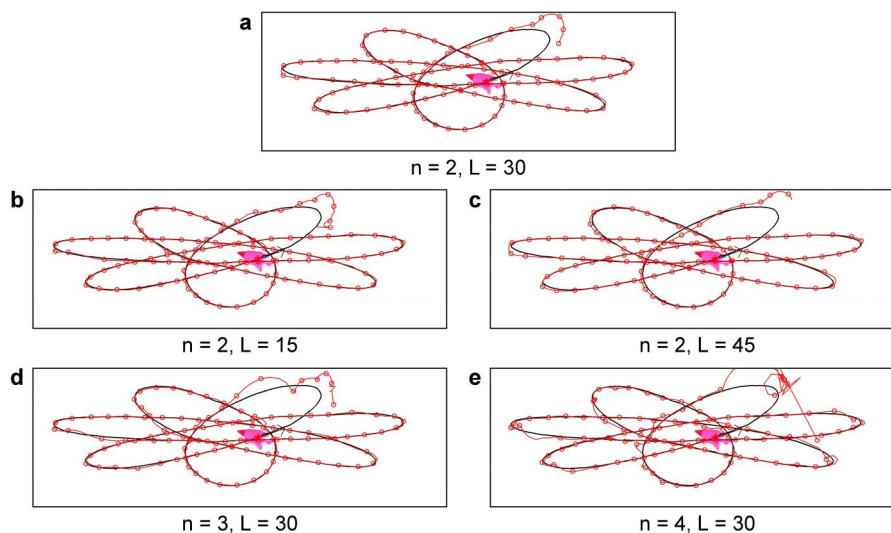 a
n = 2, L = 30
b
n = 2, L = 15
c
n = 2, L = 45
d
n = 3, L = 30
e
n = 4, L = 30